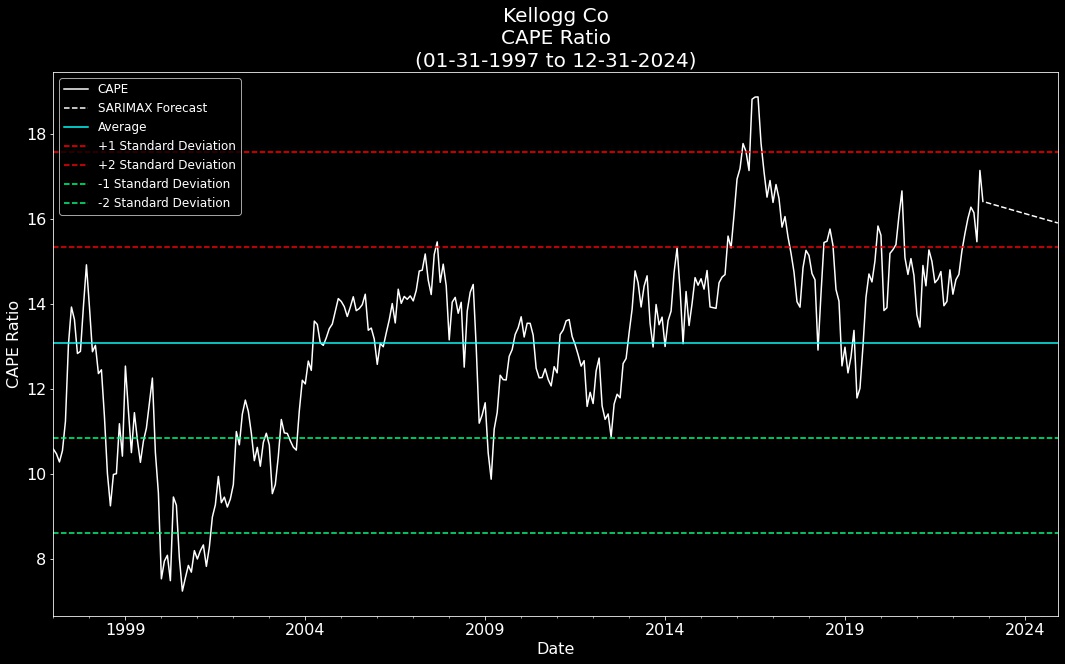 Kellogg Co
CAPE Ratio
(01-31-1997 to 12-31-2024)
CAPE
SARIMAX Forecast
Average
+1 Standard Deviation
+2 Standard Deviation
-1 Standard Deviation
-2 Standard Deviation
18
16
14
12
10
8
CAPE Ratio
1999
2004
2009
2014
2019
2024
Date